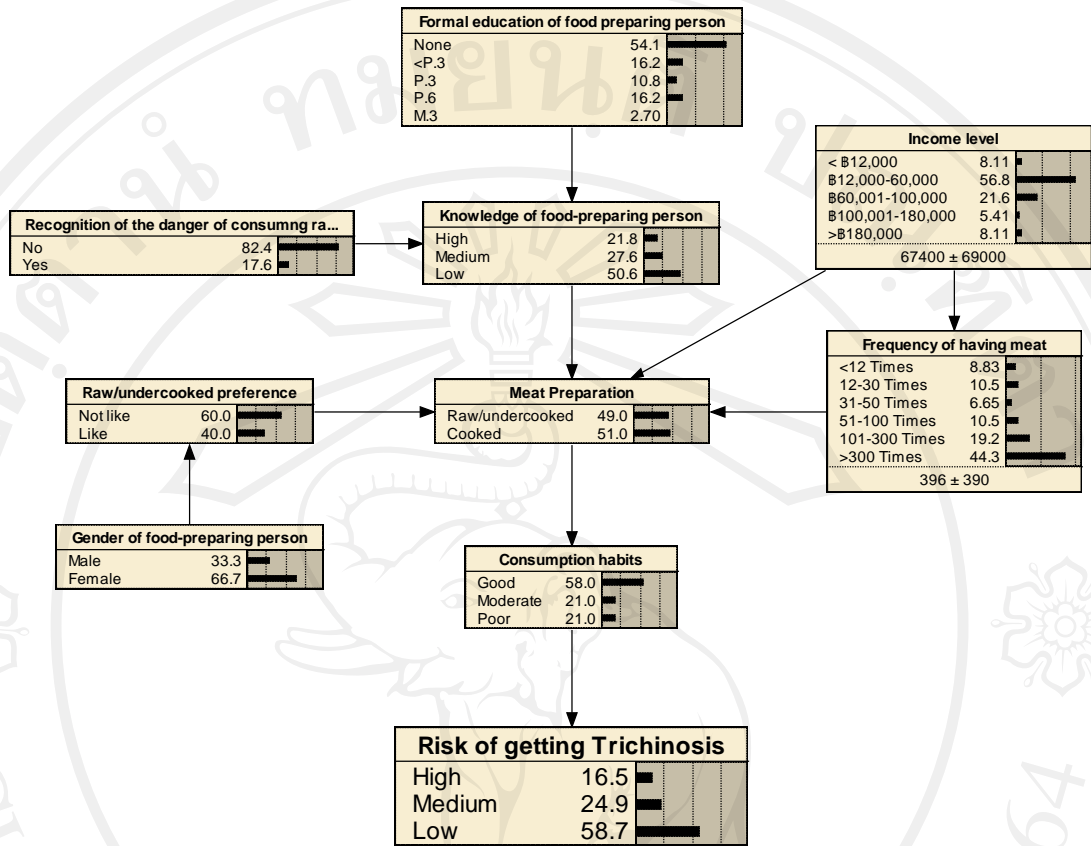 Formal education of food preparing person
None 54.1
<P.3 16.2
P.3 10.8
P.6 16.2
M.3 2.70
Income level
< ฿12,000 8.11
฿12,000-60,000 56.8
฿60,001-100,000 21.6
฿100,001-180,000 5.41
>฿180,000 8.11
67400 ± 69000
Recognition of the danger of consumng ra...
No 82.4
Yes 17.6
Knowledge of food-preparing person
High 21.8
Medium 27.6
Low 50.6
Frequency of having meat
<12 Times 8.83
12-30 Times 10.5
31-50 Times 6.65
51-100 Times 10.5
101-300 Times 19.2
>300 Times 44.3
396 ± 390
Raw/undercooked preference
Not like 60.0
Like 40.0
Meat Preparation
Raw/undercooked 49.0
Cooked 51.0
Gender of food-preparing person
Male 33.3
Female 66.7
Consumption habits
Good 58.0
Moderate 21.0
Poor 21.0
Risk of getting Trichinosis
High 16.5
Medium 24.9
Low 58.7
64